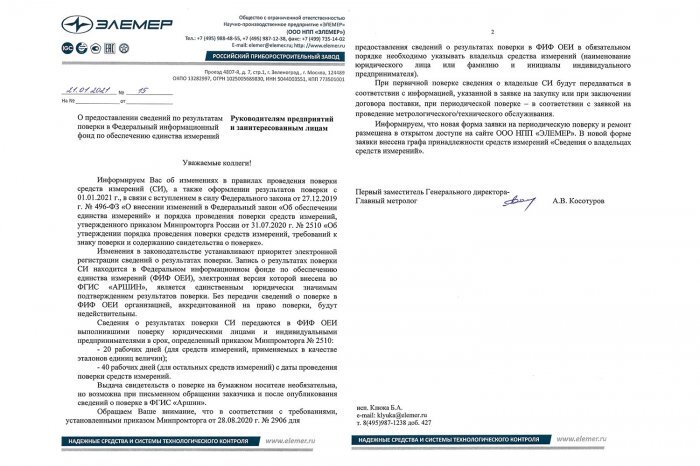 ЭЛЕМЕР
Общество с ограниченной ответственностью
Научно-производственное предприятие «ЭЛЕМЕР»
(ООО НПП «ЭЛЕМЕР»)
Тел.: +7 (495) 988-48-55, +7 (495) 987-12-38, факс: +7 (499) 735-14-02
E-mail: elemer@elemer.ru; http://www.elemer.ru
РОССИЙСКИЙ ПРИБОРОСТРОИТЕЛЬНЫЙ ЗАВОД
Проезд 4807-й, д. 7, стр.1, г. Зеленоград, г. Москва, 124489
ОКПО 13282997, ОГРН 1025005689830, ИНН 5044003551, КПП 773501001
21.01.2021 № 15
На № от
О предоставлении сведений по результатам
поверки в Федеральный информационный
фонд по обеспечению единства измерений
Руководителям предприятий
и заинтересованным лицам
Уважаемые коллеги!
Информируем Вас об изменениях в правилах проведения поверки
средств измерений (СИ), а также оформлении результатов поверки с
01.01.2021 г., в связи с вступлением в силу Федерального закона от 27.12.2019
г. № 496-ФЗ «О внесении изменений в Федеральный закон «Об обеспечении
единства измерений» и порядка проведения поверки средств измерений,
утвержденного приказом Минпромторга России от 31.07.2020 г. № 2510 «Об
утверждении порядка проведения поверки средств измерений, требований к
знаку поверки и содержанию свидетельства о поверке».
Изменения в законодательстве устанавливают приоритет электронной
регистрации сведений о результатах поверки. Запись о результатах поверки
СИ находится в Федеральном информационном фонде по обеспечению
единства измерений (ФИФ ОЕИ), электронная версия которой внесена во
ФГИС «АРШИН», является единственным юридически значимым
подтверждением результатов поверки. Без передачи сведений о поверке в
ФИФ ОЕИ организацией, аккредитованной на право поверки, будут
недействительны.
Сведения о результатах поверки СИ передаются в ФИФ ОЕИ
выполнившими поверку юридическими лицами и индивидуальными
предпринимателями в срок, определенный приказом Минпромторга № 2510:
- 20 рабочих дней (для средств измерений, применяемых в качестве
эталонов единиц величин);
- 40 рабочих дней (для остальных средств измерений) с даты проведения
поверки средств измерений.
Выдача свидетельств о поверке на бумажном носителе необязательна,
но возможна при письменном обращении заказчика и после опубликования
сведений о поверке в ФГИС «Аршин».
Обращаем Ваше внимание, что в соответствии с требованиями,
установленными приказом Минпромторга от 28.08.2020 г. № 2906 для
НАДЕЖНЫЕ СРЕДСТВА И СИСТЕМЫ ТЕХНОЛОГИЧЕСКОГО КОНТРОЛЯ www.elemer.ru
2
предоставления сведений о результатах поверки в ФИФ ОЕИ в обязательном
порядке необходимо указывать владельца средства измерений (наименование
юридического лица или фамилию и инициалы индивидуального
предпринимателя).
При первичной поверке сведения о владельце СИ будут передаваться в
соответствии с информацией, указанной в заявке на закупку или при заключении
договора поставки, при периодической поверке – в соответствии с заявкой на
проведение метрологического/технического обслуживания.
Информируем, что новая форма заявки на периодическую поверку и ремонт
размещена в открытом доступе на сайте ООО НПП «ЭЛЕМЕР». В новой форме
заявки внесена графа принадлежности средств измерений «Сведения о владельцах
средств измерений».
Первый заместитель Генерального директора-
Главный метролог А.В. Косотуров
исп. Клюка Б.А.
e-mail: klyuka@elemer.ru
т. 8(495)987-1238 доб. 427
НАДЕЖНЫЕ СРЕДСТВА И СИСТЕМЫ ТЕХНОЛОГИЧЕСКОГО КОНТРОЛЯ www.elemer.ru